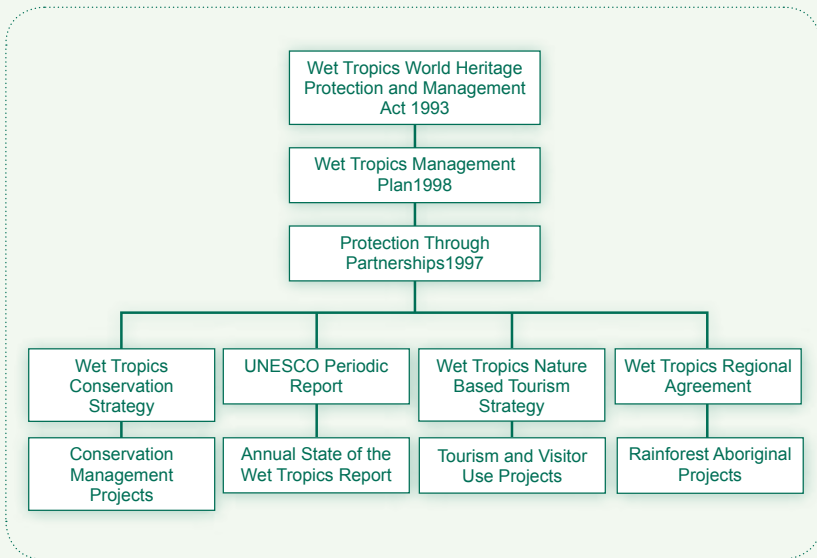 Wet Tropics World Heritage
Protection and Management
Act 1993
Wet Tropics Management
Plan1998
Protection Through
Partnerships1997
Wet Tropics
Conservation
Strategy
UNESCO Periodic
Report
Wet Tropics Nature
Based Tourism
Strategy
Wet Tropics Regional
Agreement
Conservation
Management
Projects
Annual State of the
Wet Tropics Report
Tourism and Visitor
Use Projects
Rainforest Aboriginal
Projects